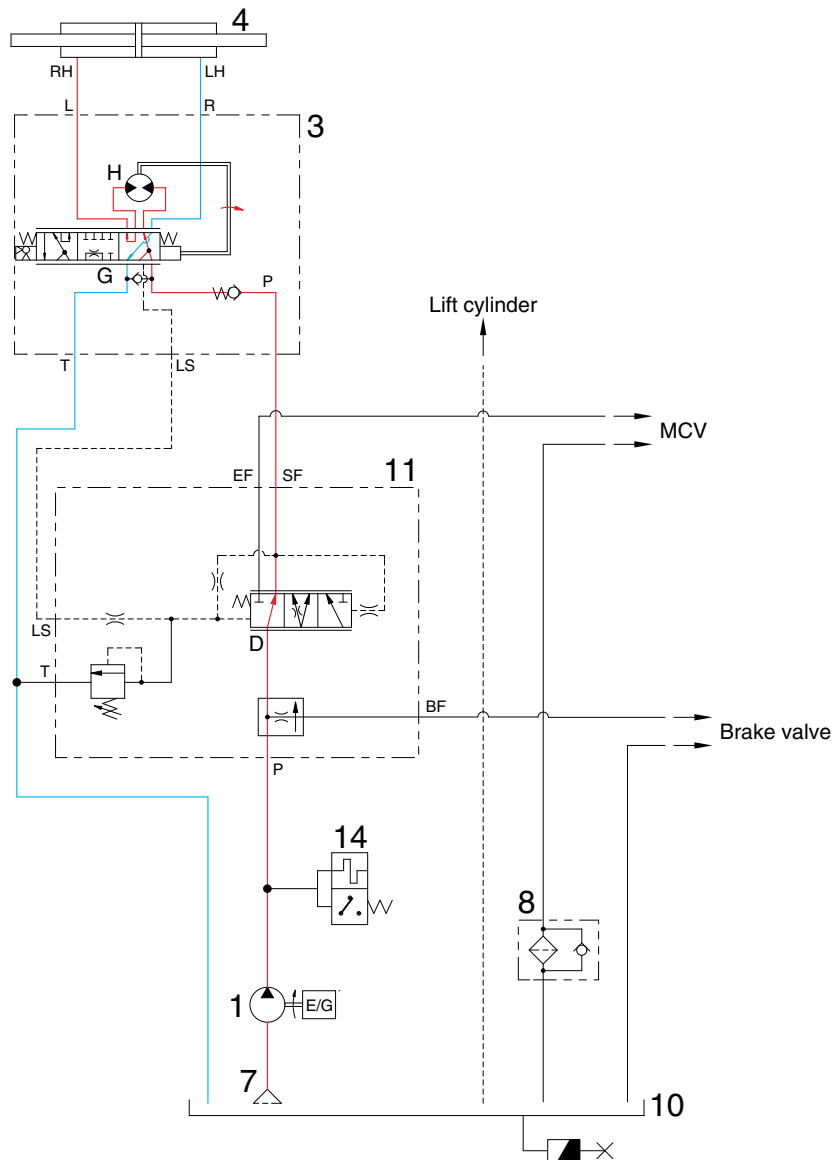 4
RH
LH
L
R
3
H
G
P
Lift cylinder
T
LS
MCV
EF
SF
11
LS
D
T
BF
Brake valve
P
14
8
1
E/G
7
10